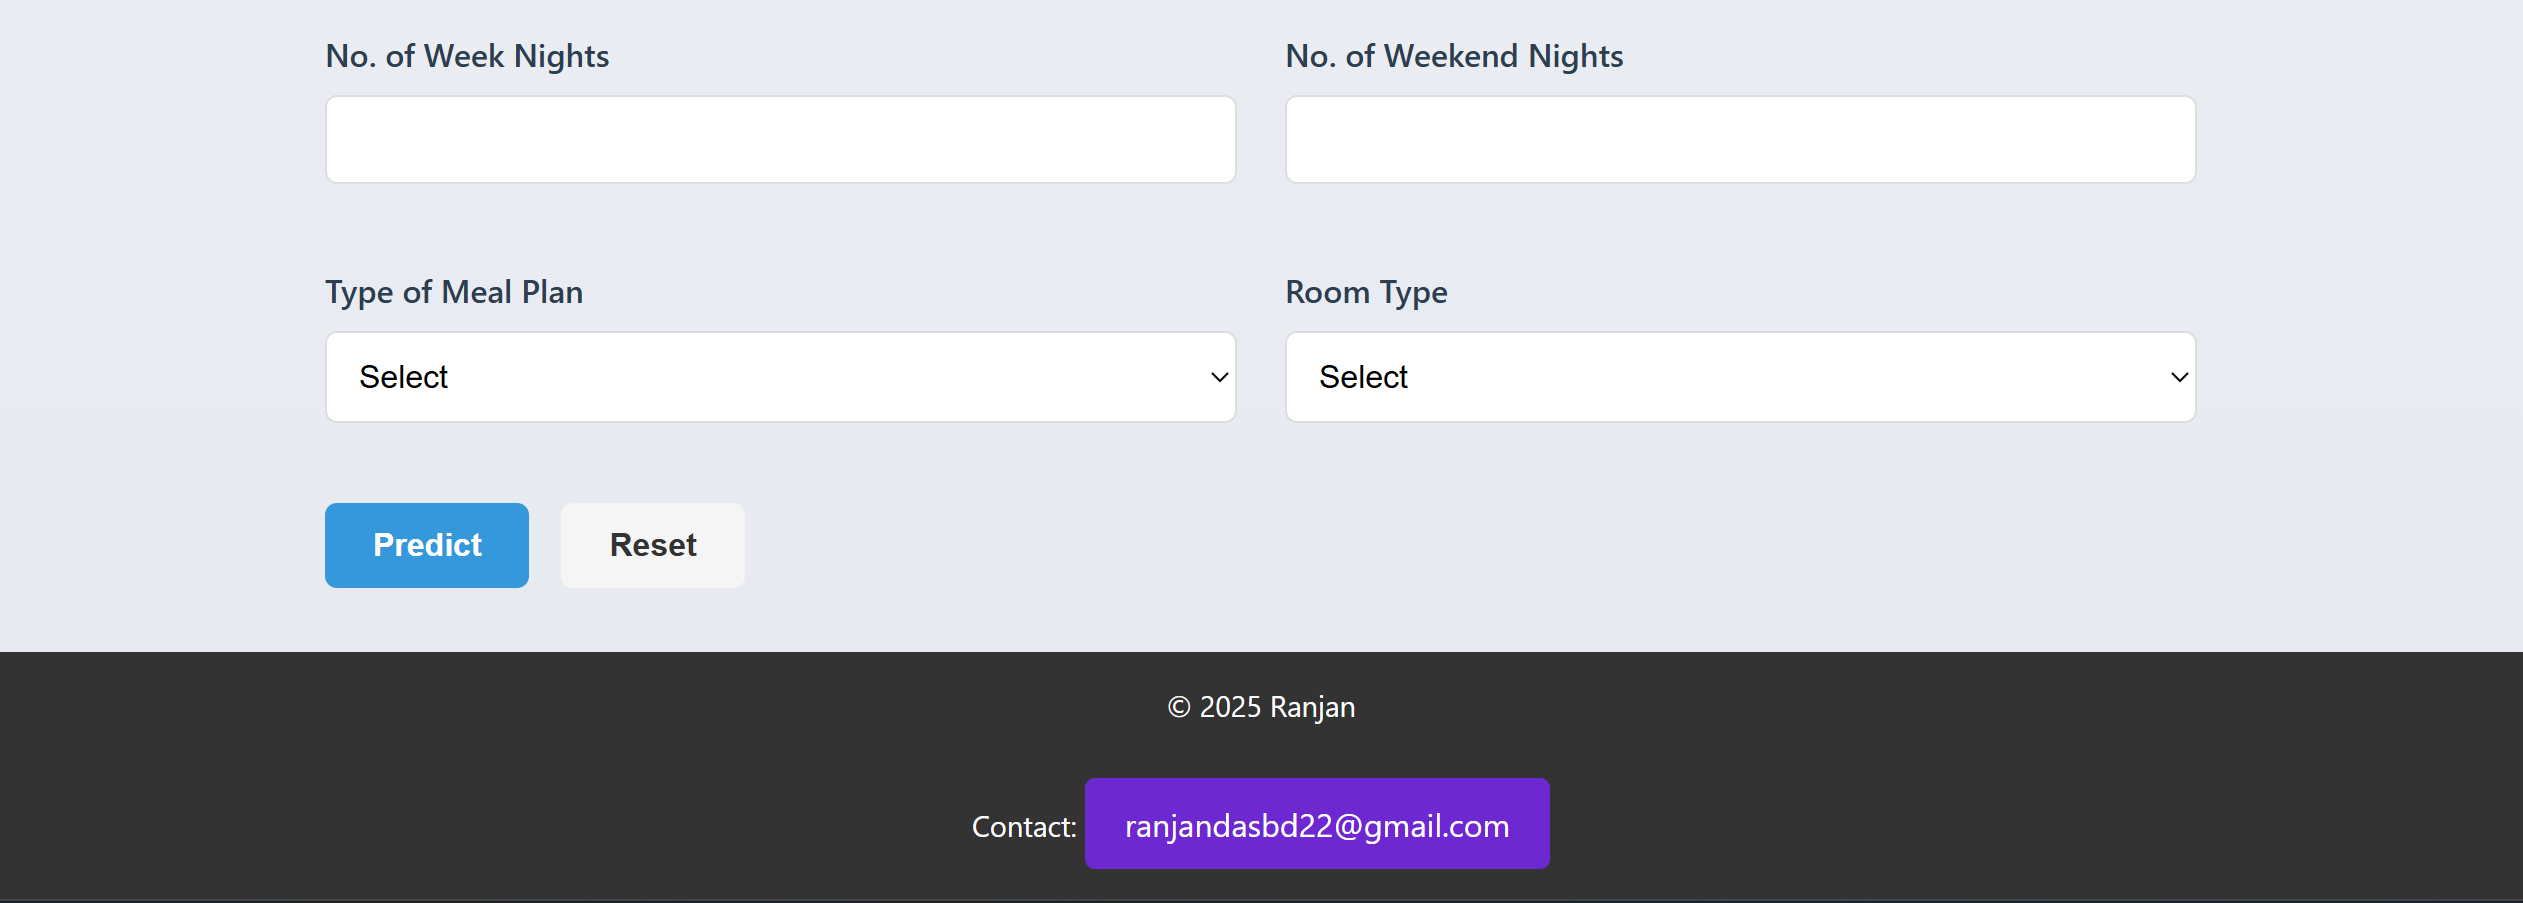 No. of Week Nights
No. of Weekend Nights
Type of Meal Plan
Room Type
Select
Select
Predict
Reset
© 2025 Ranjan
Contact: ranjandasbd22@gmail.com